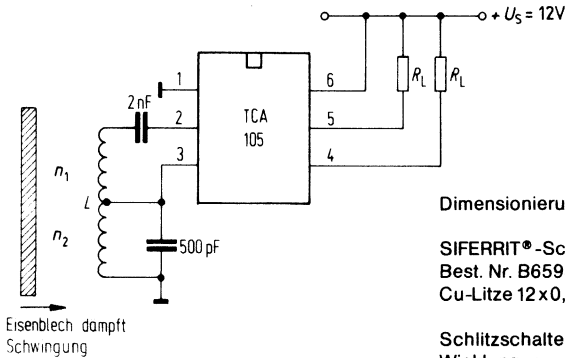 + U_S = 12V
1
2
3
6
5
4
TCA
105
R_L
R_L
2nF
n_1
L
n_2
500 pF
Eisenblech dämpft
Schwingung
Dimensionieru
SIFERRIT®-Sc
Best. Nr. B659
Cu-Litze 12x0,
Schlitzschalte